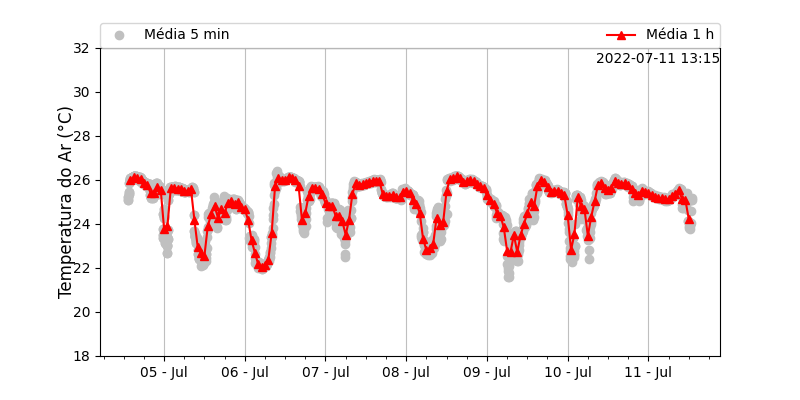 Média 5 min
Média 1 h
2022-07-11 13:15
Temperatura do Ar (°C)
32
30
28
26
24
22
20
18
05 - Jul
06 - Jul
07 - Jul
08 - Jul
09 - Jul
10 - Jul
11 - Jul